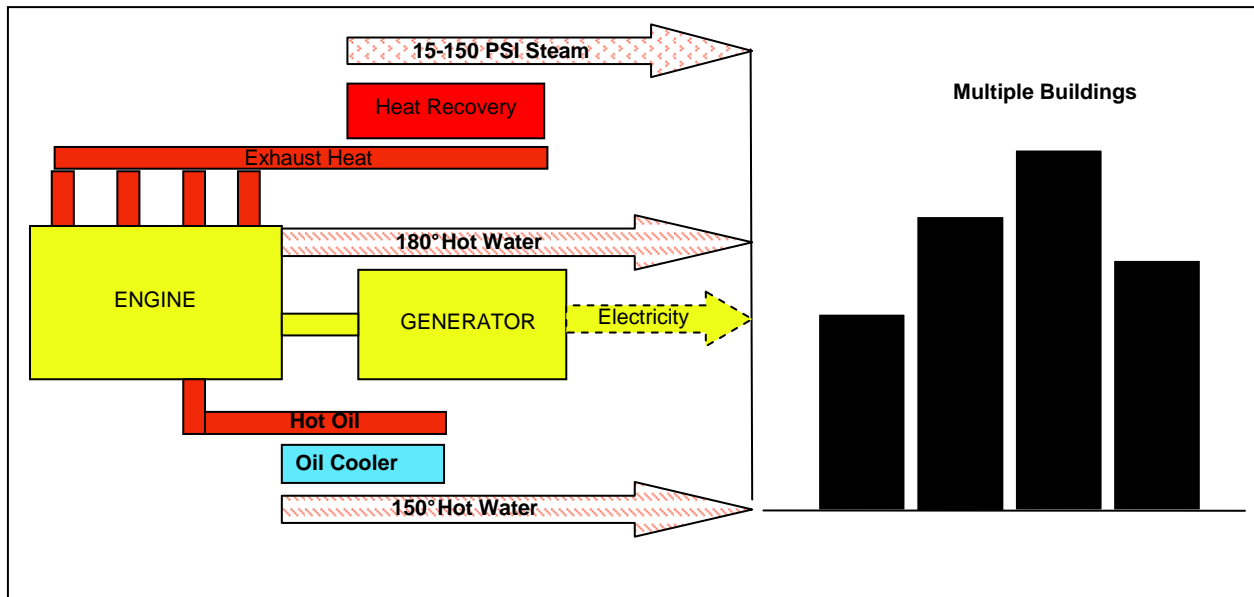 15-150 PSI Steam
Heat Recovery
Multiple Buildings
Exhaust Heat
180° Hot Water
ENGINE
GENERATOR
Electricity
Hot Oil
Oil Cooler
150° Hot Water